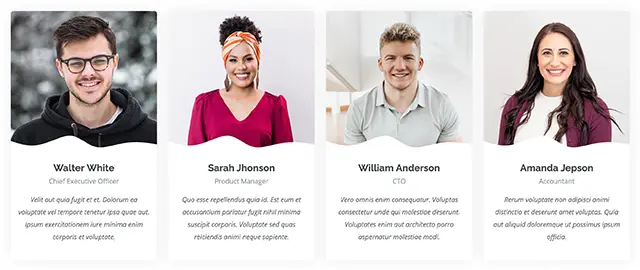 Walter White
Chief Executive Officer
Velit aut quia fugit et et. Dolorum ea
voluptate vel tempore tenetur ipsa quae aut.
Ipsum exercitationem iure minima enim
corporis et voluptate.
Sarah Jhonson
Product Manager
Quo esse repellendus quia id. Est eum et
accusantium pariatur fugit nihil minima
suscipit corporis. Voluptate sed quas
reiciendis animi neque sapiente.
William Anderson
CTO
Vero omnis enim consequatur. Voluptas
consectetur unde qui molestiae deserunt.
Voluptates enim aut architecto porro
aspernatur molestiae modi.
Amanda Jepson
Accountant
Rerum voluptate non adipisci animi
distinctio et deserunt amet voluptas. Quia
aut aliquid doloremque ut possimus ipsum
officia.